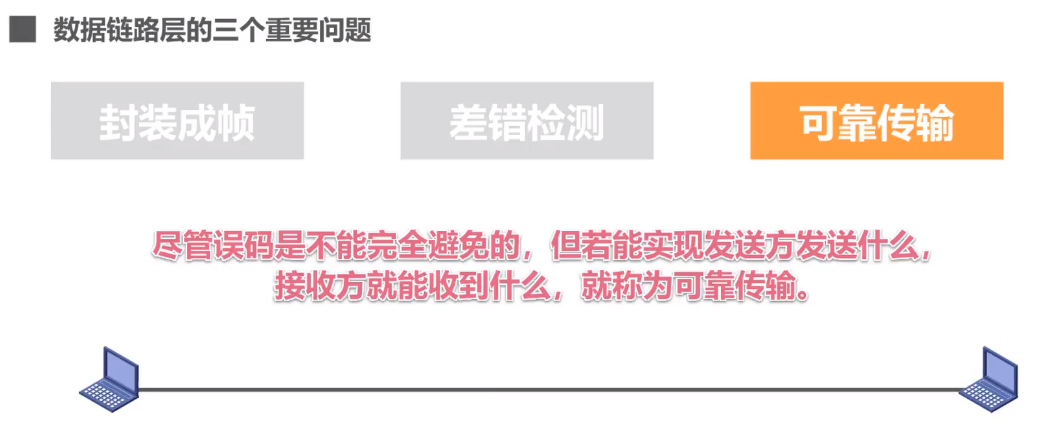 数据链路层的三个重要问题
封装成帧
差错检测
可靠传输
尽管误码是不能完全避免的，但若能实现发送方发送什么，
接收方就能收到什么，就称为可靠传输。